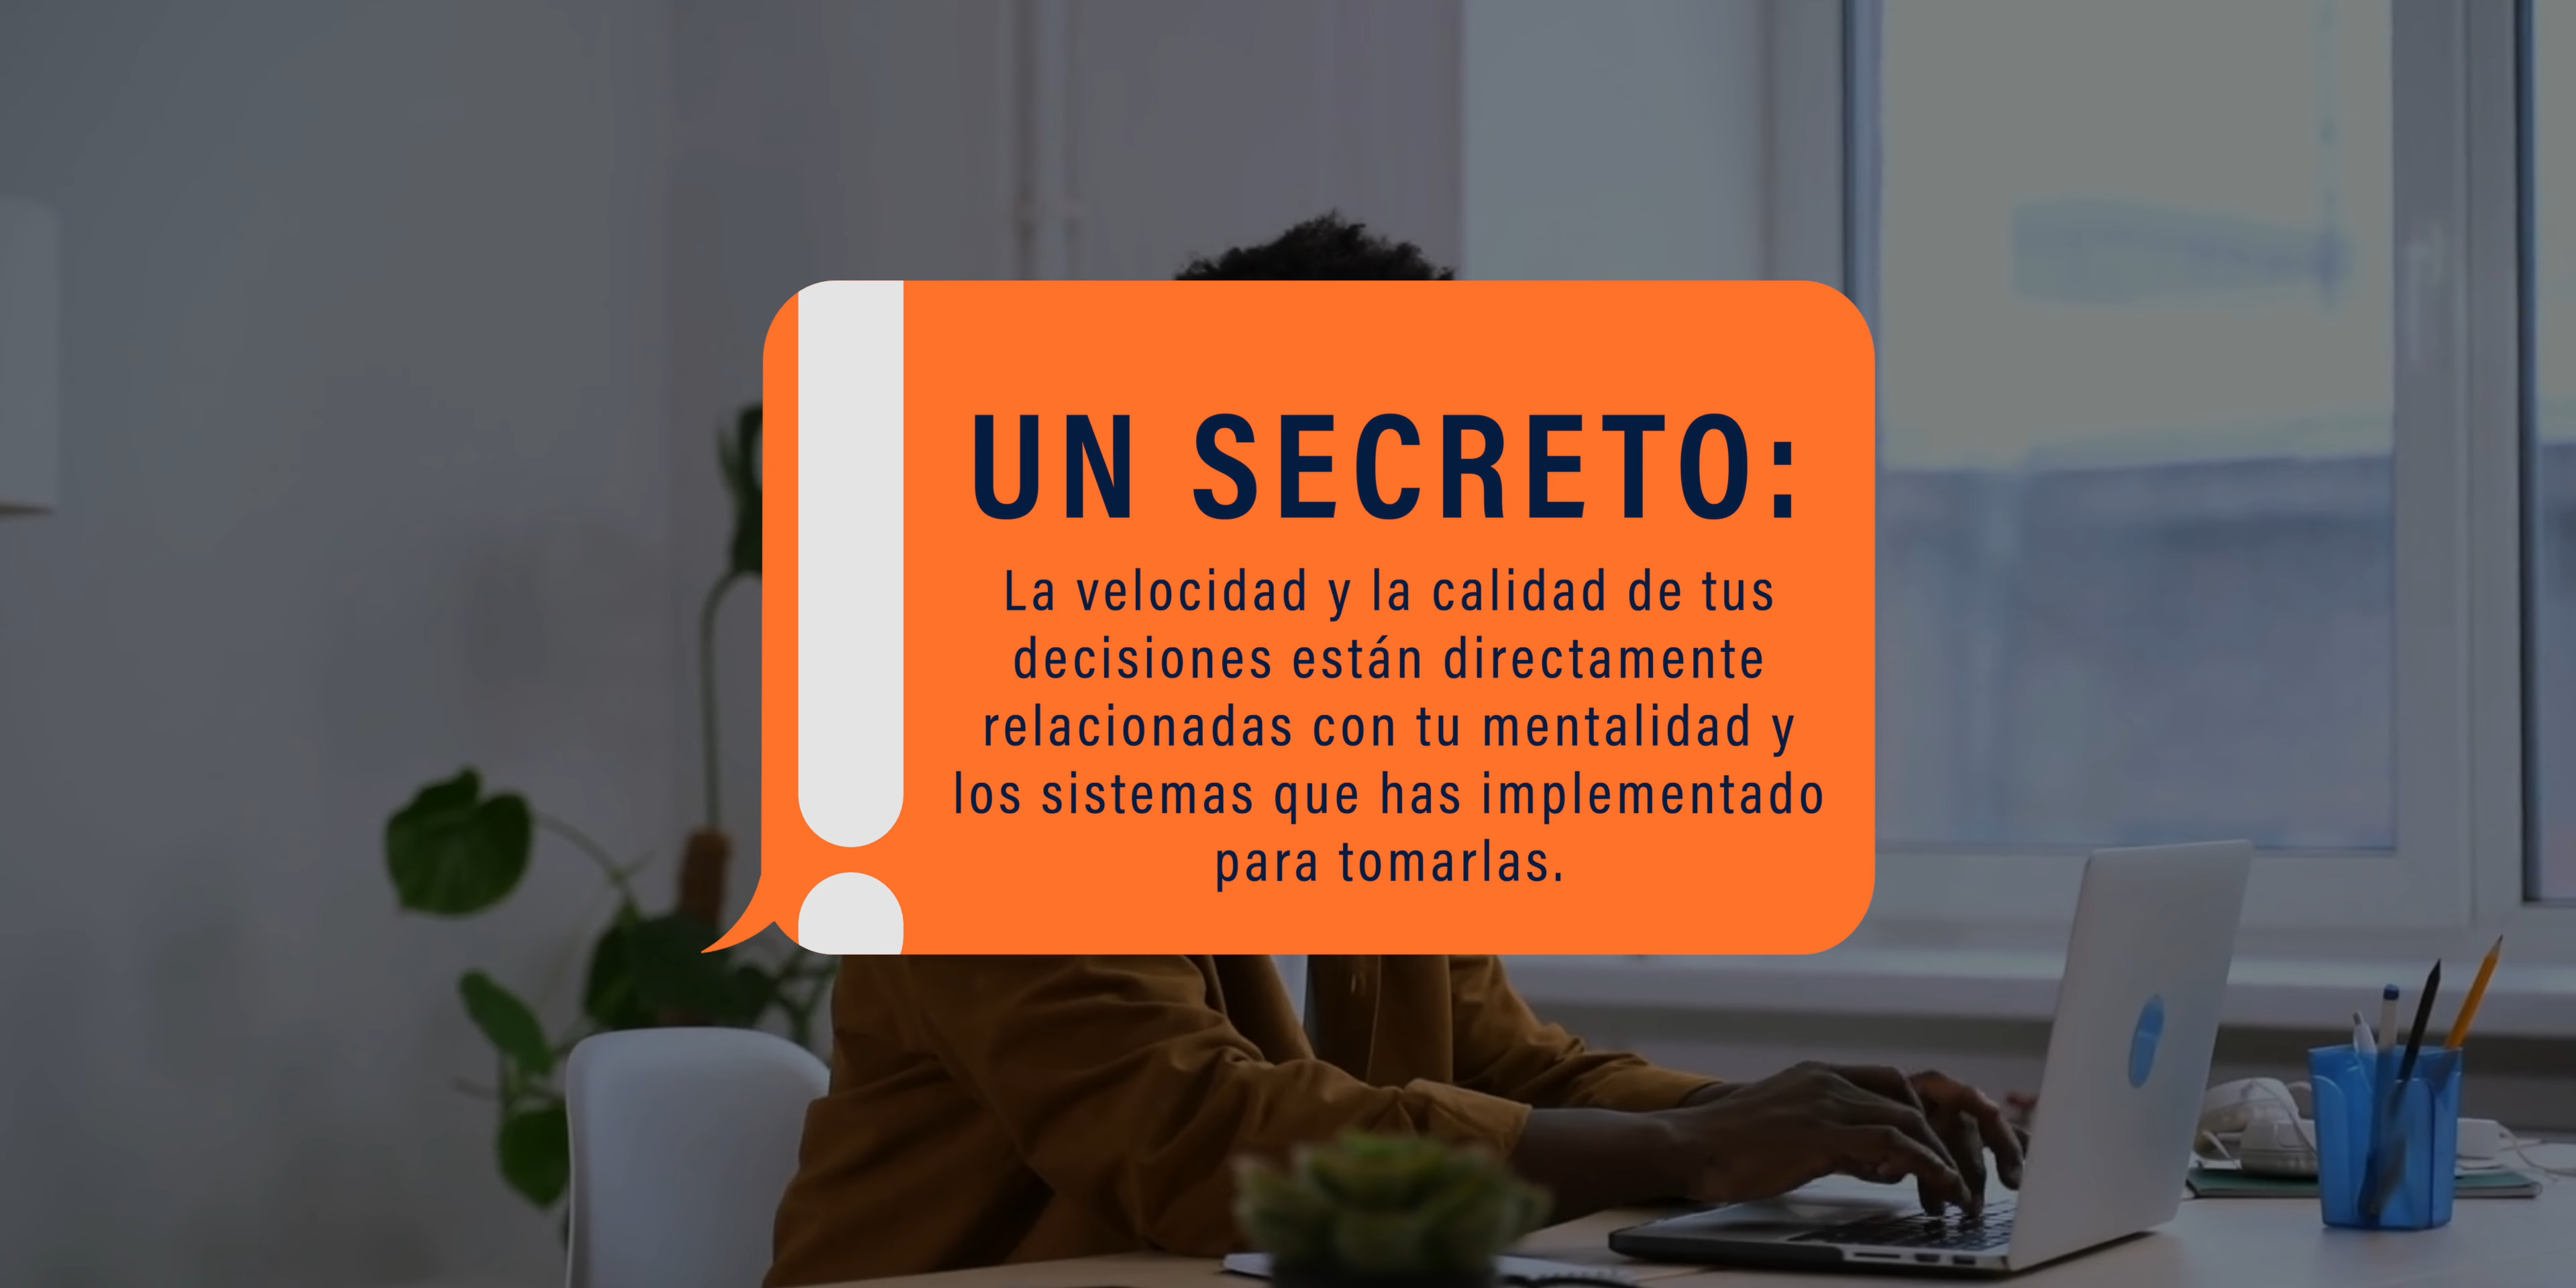 UN SECRETO:
La velocidad y la calidad de tus
decisiones están directamente
relacionadas con tu mentalidad y
los sistemas que has implementado
para tomarlas.